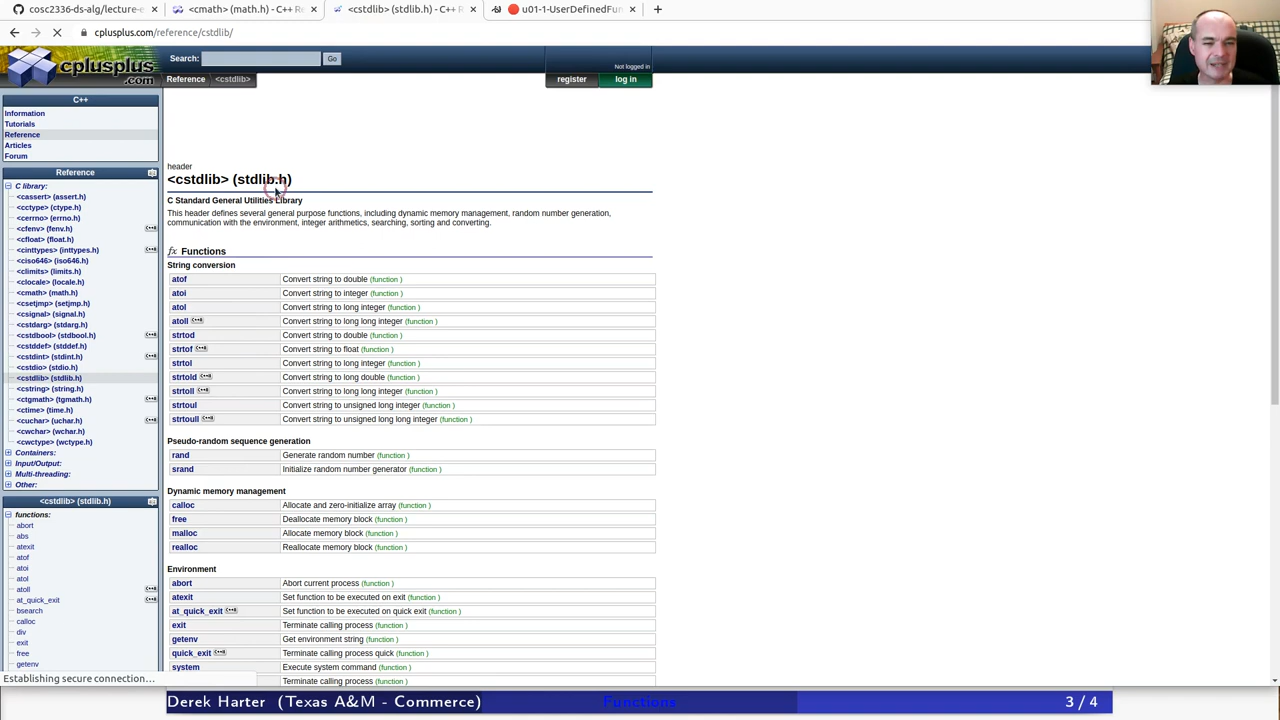 cosc2336-ds-alg/lecture-e
<cmath> (math.h) - C++ Re
<cstdlib> (stdlib.h) - C++ R
u01-1-UserDefinedFun
cplusplus.com/reference/cstdlib/
cplusplus
.com
Search:
Go
Not logged in
Reference
<cstdlib>
register
log in
C++
Information
Tutorials
Reference
Articles
Forum
Reference
C library:
<cassert> (assert.h)
<cctype> (ctype.h)
<cerrno> (errno.h)
<cfenv> (fenv.h)
<cfloat> (float.h)
<cinttypes> (inttypes.h)
<ciso646> (iso646.h)
<climits> (limits.h)
<clocale> (locale.h)
<cmath> (math.h)
<csetjmp> (setjmp.h)
<csignal> (signal.h)
<cstdarg> (stdarg.h)
<cstdbool> (stdbool.h)
<cstddef> (stddef.h)
<cstdint> (stdint.h)
<cstdio> (stdio.h)
<cstdlib> (stdlib.h)
<cstring> (string.h)
<ctgmath> (tgmath.h)
<ctime> (time.h)
<cuchar> (uchar.h)
<cwchar> (wchar.h)
<cwctype> (wctype.h)
Containers:
Input/Output:
Multi-threading:
Other:
<cstdlib> (stdlib.h)
functions:
abort
abs
atexit
atof
atoi
atol
atoll
at_quick_exit
bsearch
calloc
div
exit
free
getenv
header
<cstdlib> (stdlib.h)
C Standard General Utilities Library
This header defines several general purpose functions, including dynamic memory management, random number generation,
communication with the environment, integer arithmetics, searching, sorting and converting.
fx Functions
String conversion
atof Convert string to double (function )
atoi Convert string to integer (function )
atol Convert string to long integer (function )
atoll Convert string to long long integer (function )
strtod Convert string to double (function )
strtof Convert string to float (function )
strtol Convert string to long integer (function )
strtold Convert string to long double (function )
strtoll Convert string to long long integer (function )
strtoul Convert string to unsigned long integer (function )
strtoull Convert string to unsigned long long integer (function )
Pseudo-random sequence generation
rand Generate random number (function )
srand Initialize random number generator (function )
Dynamic memory management
calloc Allocate and zero-initialize array (function )
free Deallocate memory block (function )
malloc Allocate memory block (function )
realloc Reallocate memory block (function )
Environment
abort Abort current process (function )
atexit Set function to be executed on exit (function )
at_quick_exit Set function to be executed on quick exit (function )
exit Terminate calling process (function )
getenv Get environment string (function )
quick_exit Terminate calling process quick (function )
system Execute system command (function )
Terminate calling process (function )
Establishing secure connection…
Derek Harter (Texas A&M - Commerce)
Functions
3 / 4